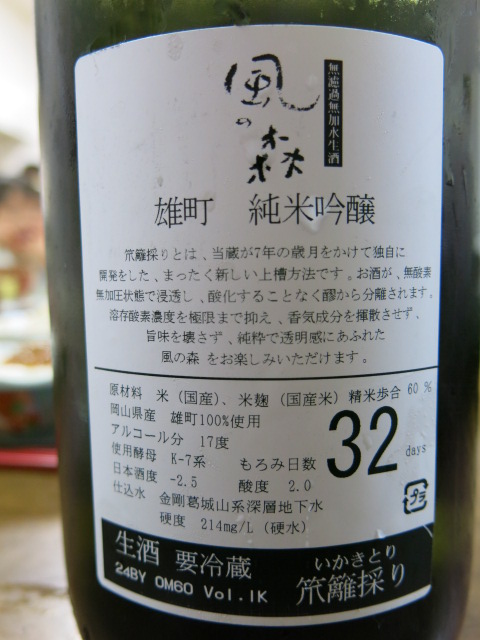 風の森
無濾過無加水生酒
雄町 純米吟醸
笊籬採りとは、当蔵が7年の歳月をかけて独自に
開発をした、まったく新しい上槽方法です。お酒が、無酸素
無加圧状態で浸透し、酸化することなく醪から分離されます。
溶存酸素濃度を極限まで抑え、香気成分を揮散させず、
旨味を壊さず、純粋で透明感にあふれた
風の森 をお楽しみいただけます。
原材料 米(国産)、米麹(国産米)精米歩合 60 %
岡山県産 雄町100%使用
アルコール分 17度
使用酵母 K-7系 もろみ日数 32 days
日本酒度 -2.5 酸度 2.0
仕込水 金剛葛城山系深層地下水
硬度 214mg/L(硬水)
プラ
生酒 要冷蔵
24BY OM60 Vol.1K
いかきとり
笊籬採り